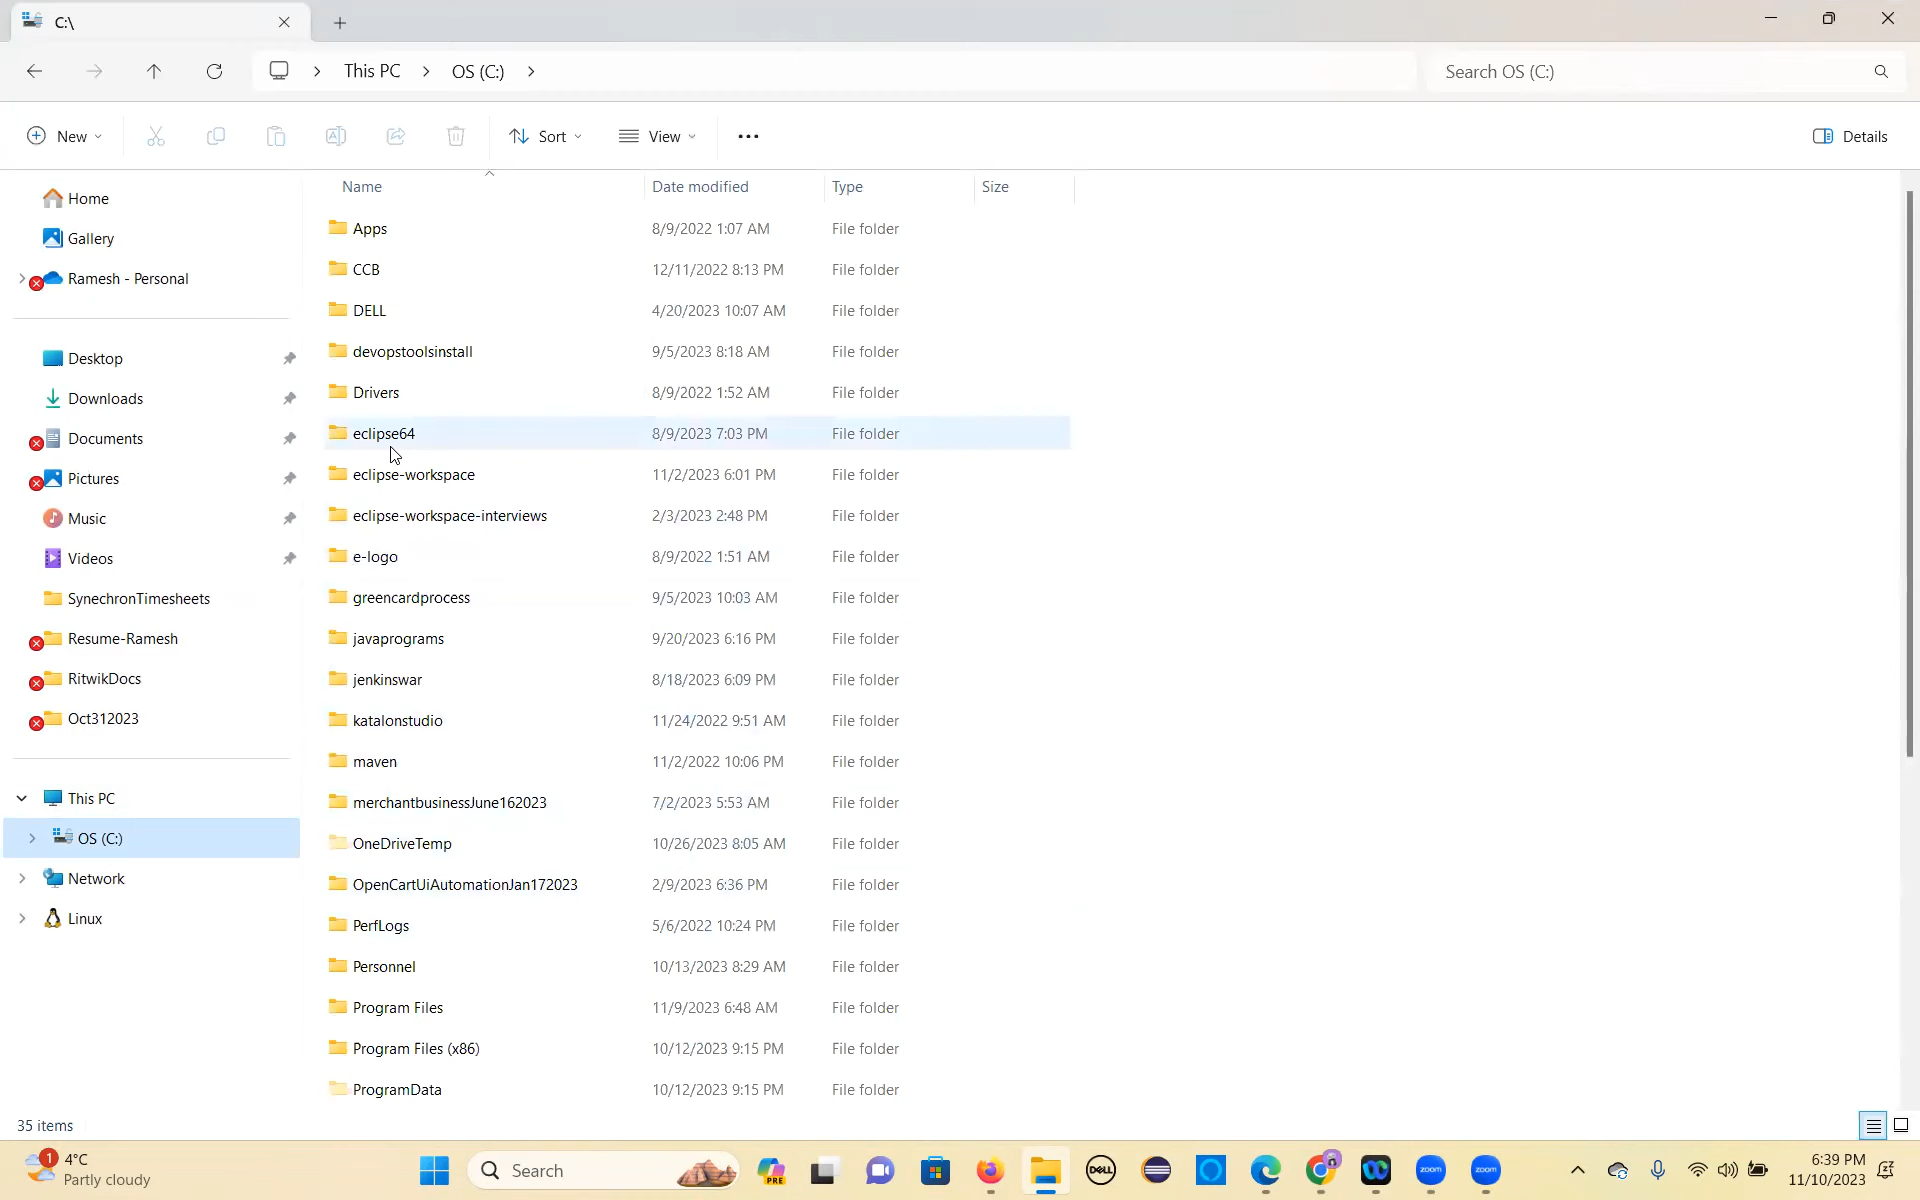 C:\
This PC OS (C:) Search OS (C:)
New Sort View Details
Name Date modified Type Size
Home
Gallery
Ramesh - Personal
Desktop
Downloads
Documents
Pictures
Music
Videos
SynechronTimesheets
Resume-Ramesh
RitwikDocs
Oct312023
This PC
OS (C:)
Network
Linux
Apps 8/9/2022 1:07 AM File folder
CCB 12/11/2022 8:13 PM File folder
DELL 4/20/2023 10:07 AM File folder
devopstoolsinstall 9/5/2023 8:18 AM File folder
Drivers 8/9/2022 1:52 AM File folder
eclipse64 8/9/2023 7:03 PM File folder
eclipse-workspace 11/2/2023 6:01 PM File folder
eclipse-workspace-interviews 2/3/2023 2:48 PM File folder
e-logo 8/9/2022 1:51 AM File folder
greencardprocess 9/5/2023 10:03 AM File folder
javaprograms 9/20/2023 6:16 PM File folder
jenkinswar 8/18/2023 6:09 PM File folder
katalonstudio 11/24/2022 9:51 AM File folder
maven 11/2/2022 10:06 PM File folder
merchantbusinessJune162023 7/2/2023 5:53 AM File folder
OneDriveTemp 10/26/2023 8:05 AM File folder
OpenCartUiAutomationJan172023 2/9/2023 6:36 PM File folder
PerfLogs 5/6/2022 10:24 PM File folder
Personnel 10/13/2023 8:29 AM File folder
Program Files 11/9/2023 6:48 AM File folder
Program Files (x86) 10/12/2023 9:15 PM File folder
ProgramData 10/12/2023 9:15 PM File folder
35 items
1
4°C
Partly cloudy
Search
PRE
DELL
zoom
zoom
6:39 PM
11/10/2023